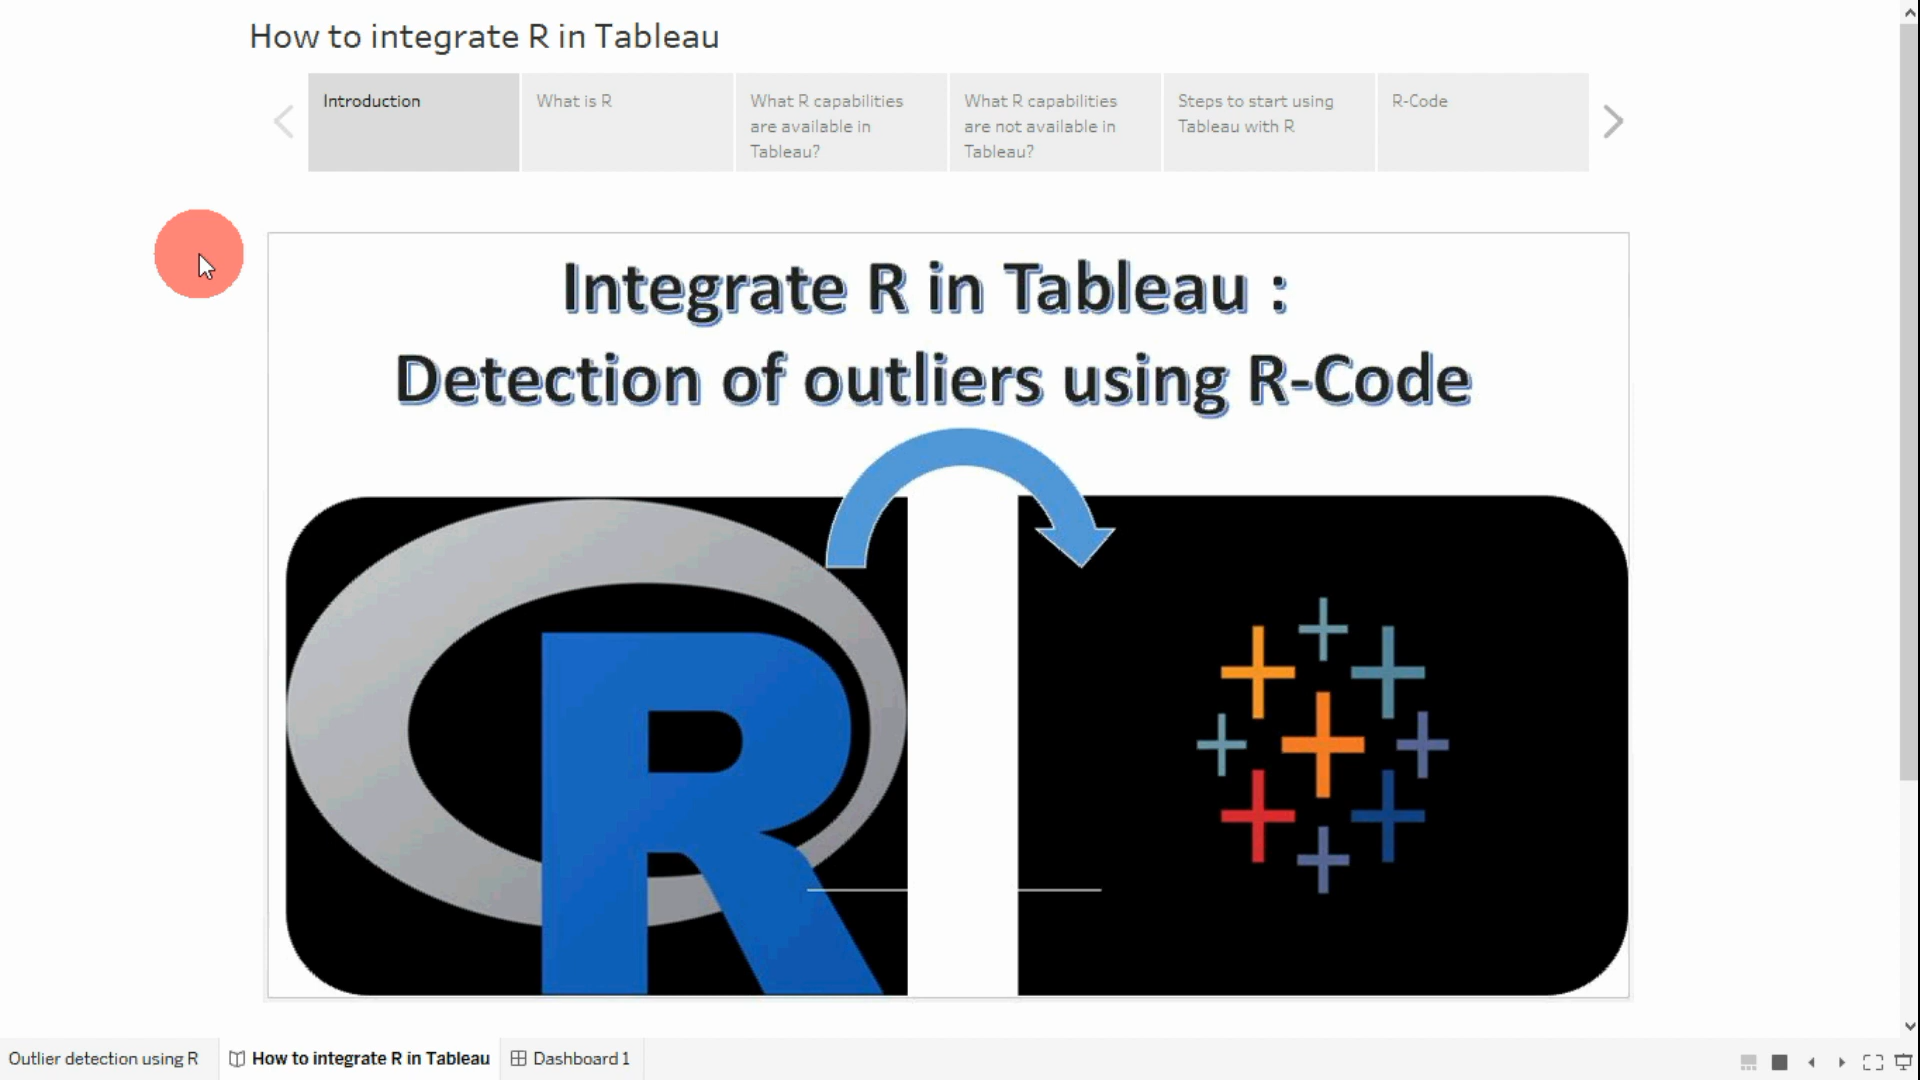 How to integrate R in Tableau
Introduction
What is R
What R capabilities
are available in
Tableau?
What R capabilities
are not available in
Tableau?
Steps to start using
Tableau with R
R-Code
Integrate R in Tableau :
Detection of outliers using R-Code
R
Outlier detection using R
How to integrate R in Tableau
Dashboard 1